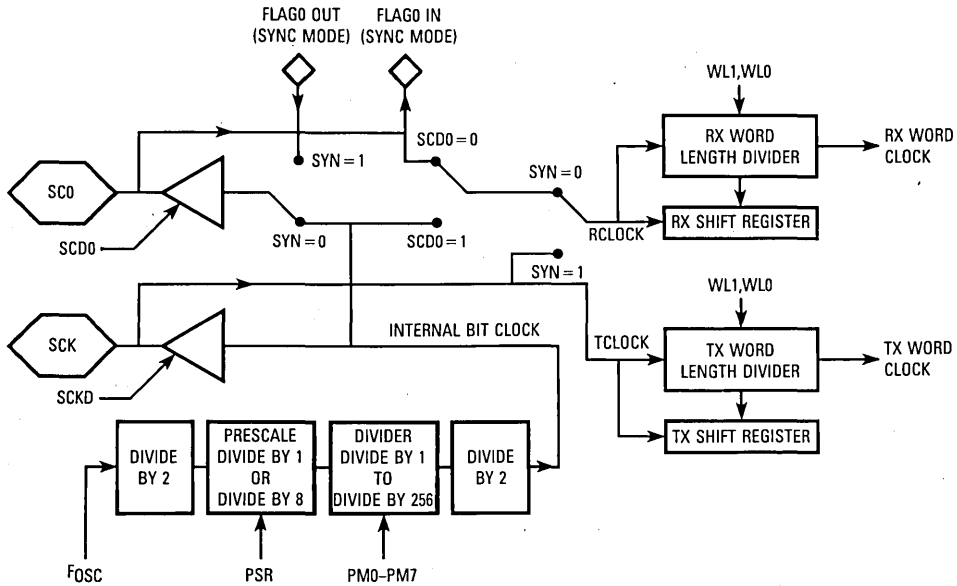 FLAG0 OUT
(SYNC MODE)
FLAG0 IN
(SYNC MODE)
WL1,WL0
SCD0=0
RX WORD
LENGTH DIVIDER
RX WORD
CLOCK
SYN=1
SYN=0
SC0
SCD0
SYN=0
SCD0=1
RCLOCK
RX SHIFT REGISTER
SYN=1
WL1,WL0
SCK
INTERNAL BIT CLOCK
TCLOCK
TX WORD
LENGTH DIVIDER
TX WORD
CLOCK
SCKD
TX SHIFT REGISTER
DIVIDE
BY 2
PRESCALE
DIVIDE BY 1
OR
DIVIDE BY 8
DIVIDER
DIVIDE BY 1
TO
DIVIDE BY 256
DIVIDE
BY 2
FOSC
PSR
PM0–PM7